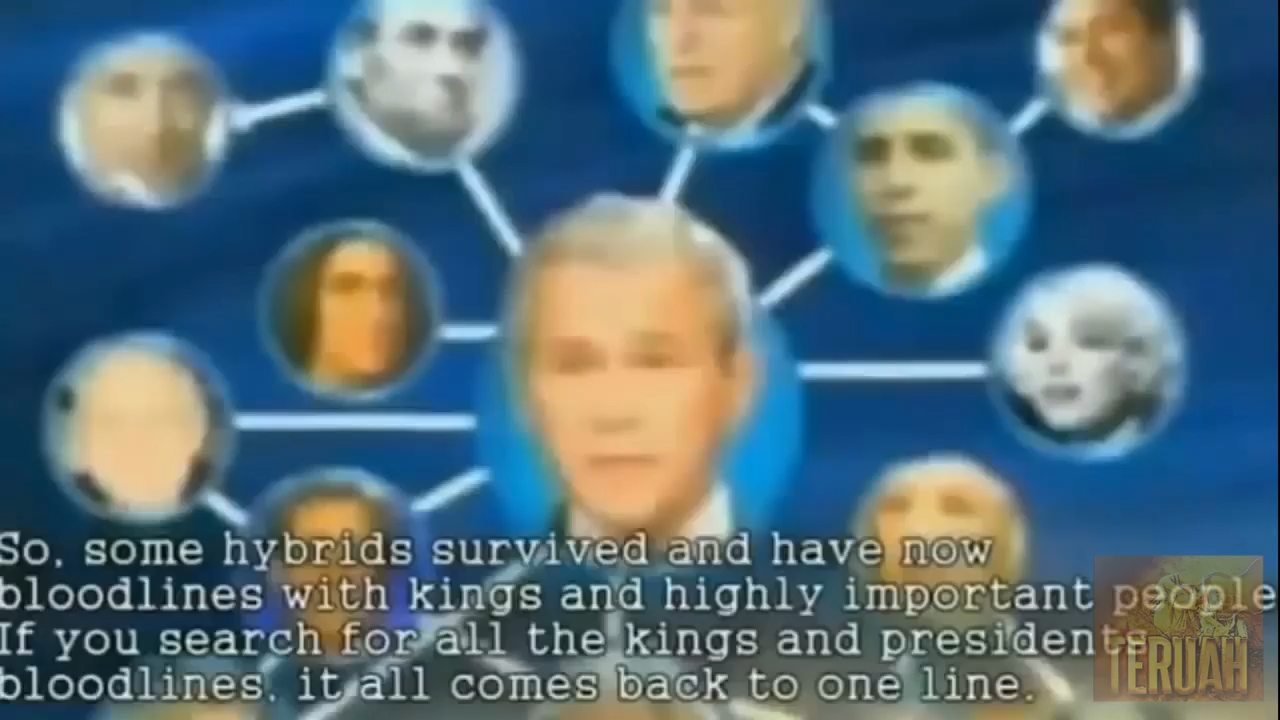 So, some hybrids survived and have now
bloodlines with kings and highly important people
If you search for all the kings and presidents
bloodlines, it all comes back to one line.
TERUAH